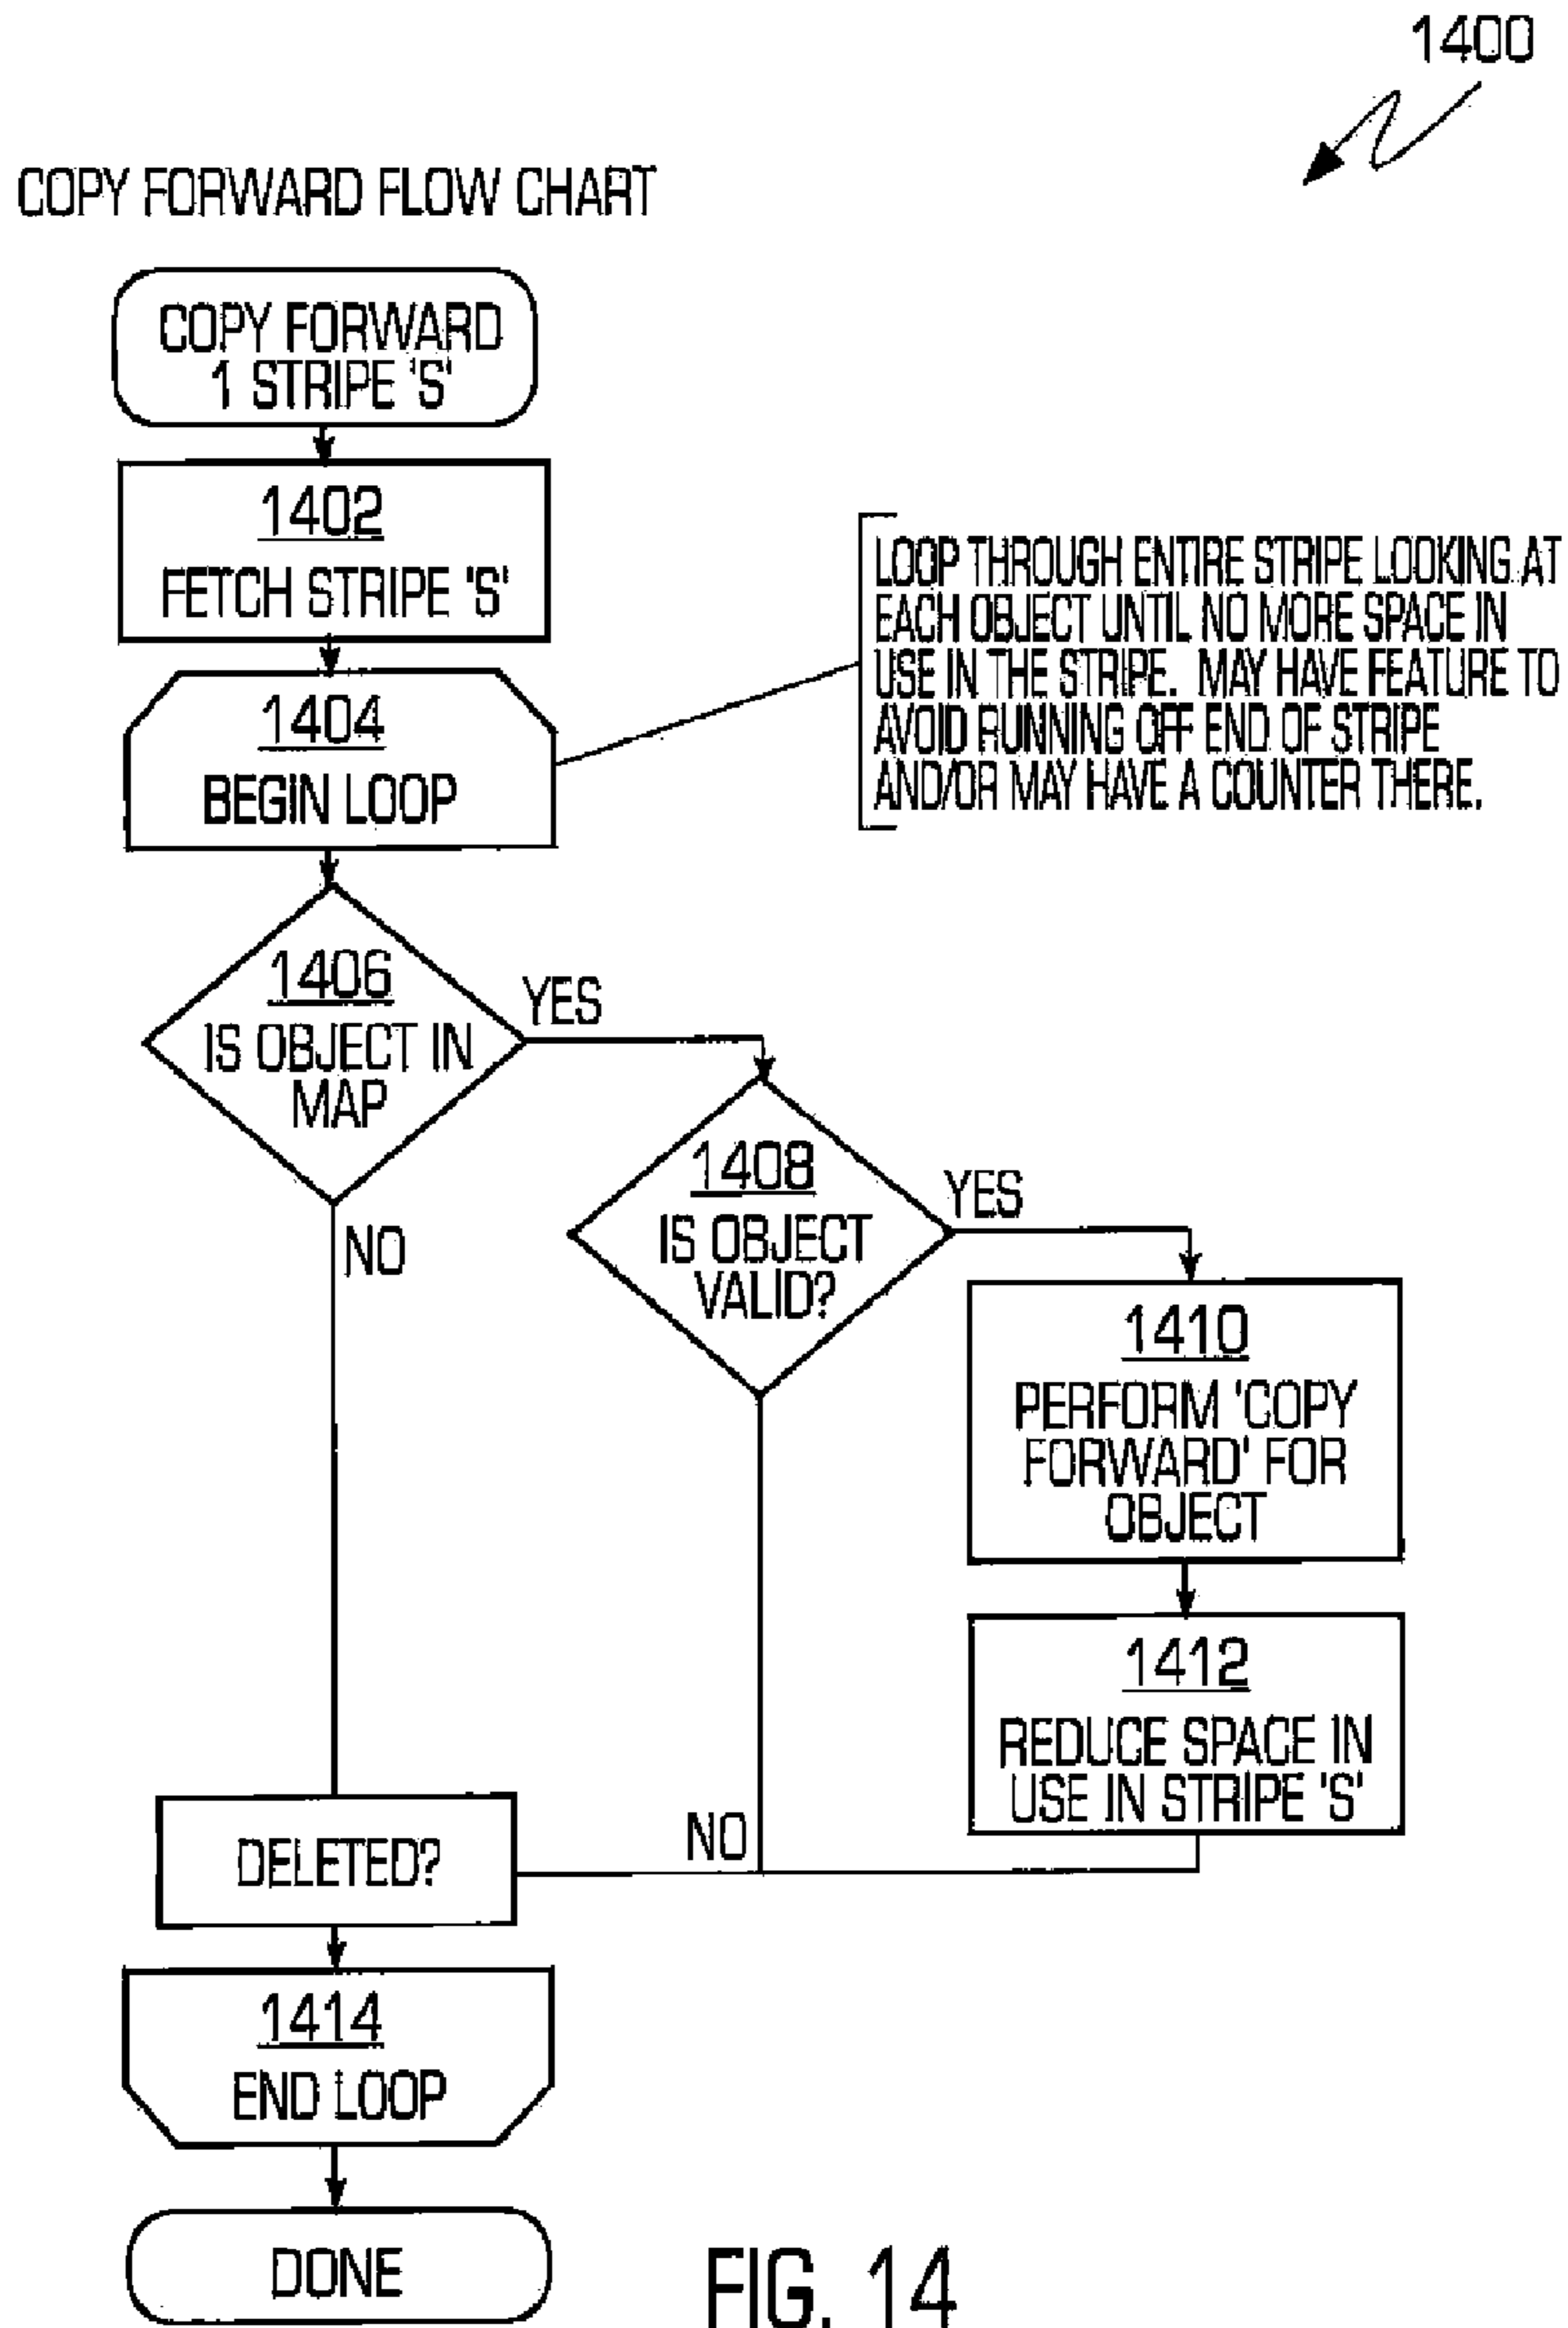 1400
COPY FORWARD FLOW CHART
COPY FORWARD
1 STRIPE 'S'
1402
FETCH STRIPE 'S'
LOOP THROUGH ENTIRE STRIPE LOOKING AT
EACH OBJECT UNTIL NO MORE SPACE IN
USE IN THE STRIPE. MAY HAVE FEATURE TO
AVOID RUNNING OFF END OF STRIPE
AND/OR MAY HAVE A COUNTER THERE.
1404
BEGIN LOOP
1406
IS OBJECT IN
MAP
YES
NO
1408
IS OBJECT
VALID?
YES
1410
PERFORM 'COPY
FORWARD' FOR
OBJECT
1412
REDUCE SPACE IN
USE IN STRIPE 'S'
NO
DELETED?
1414
END LOOP
DONE
FIG. 14